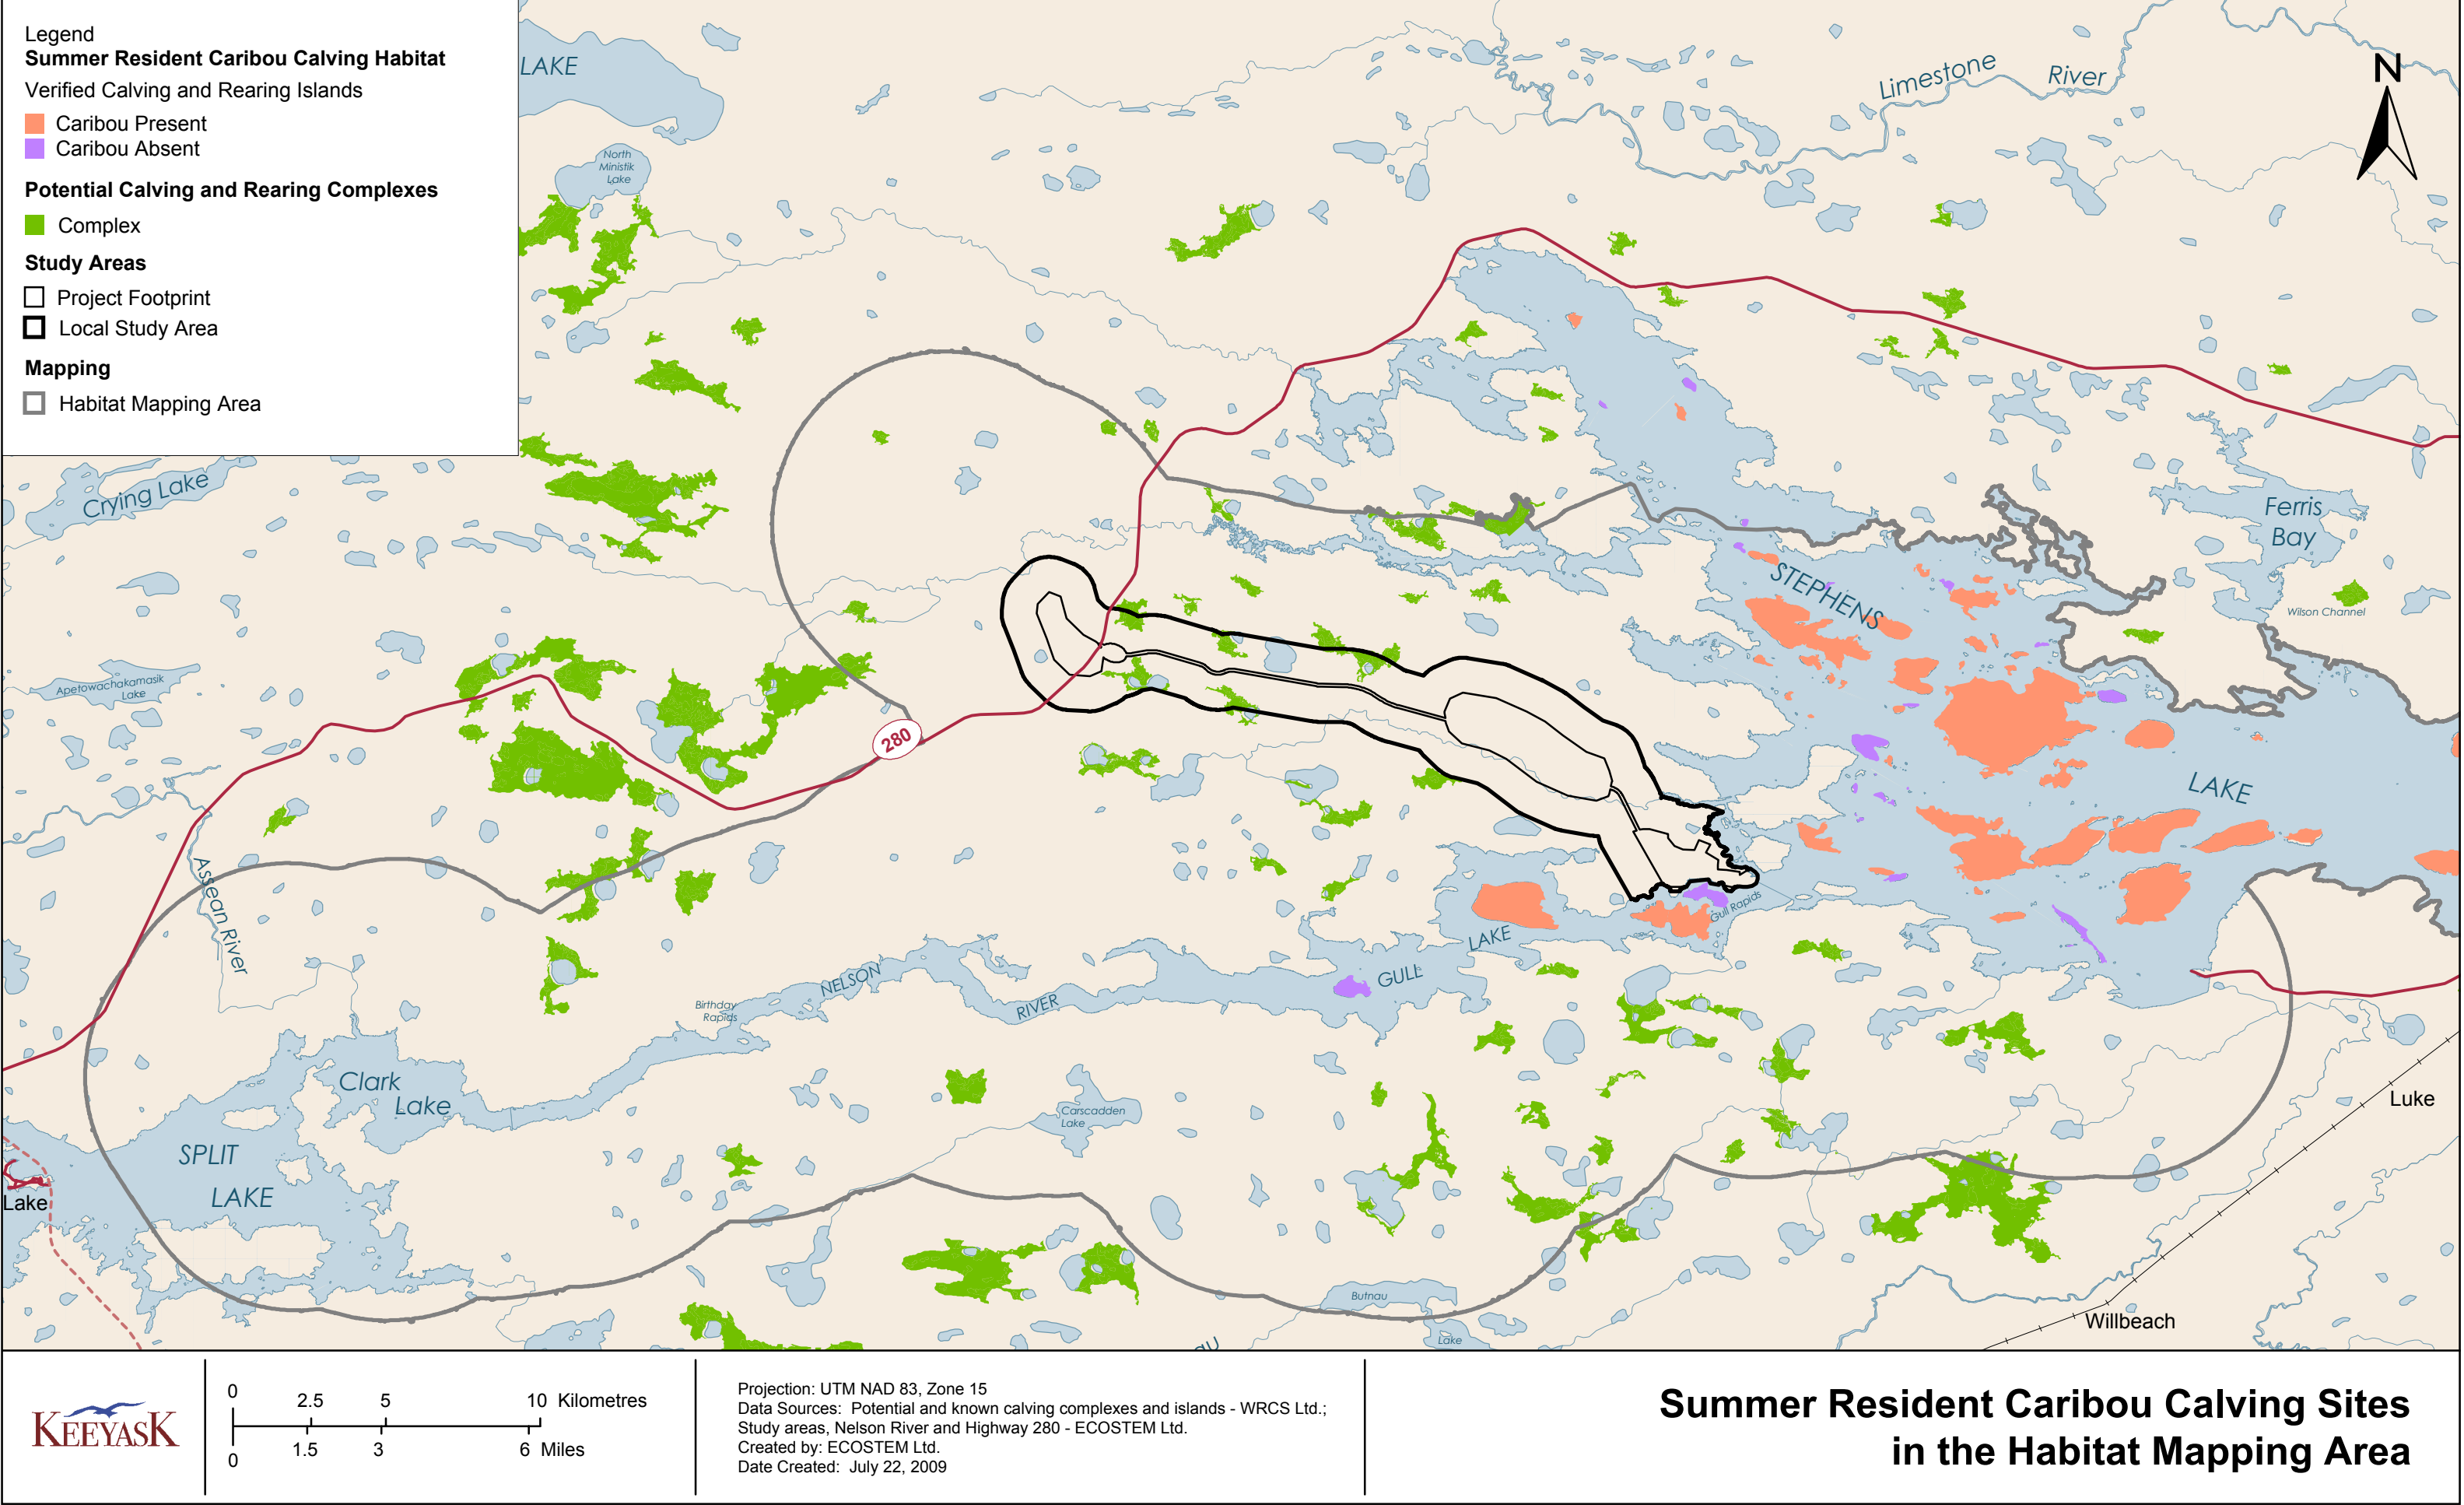 Legend
Summer Resident Caribou Calving Habitat
Verified Calving and Rearing Islands
Caribou Present
Caribou Absent
Potential Calving and Rearing Complexes
Complex
Study Areas
Project Footprint
Local Study Area
Mapping
Habitat Mapping Area
LAKE
North
Ministik
Lake
Limestone River
N
Crying Lake
Ferris
Bay
Wilson Channel
STEPHENS
LAKE
Apetowachakamasik
Lake
280
Assean River
Gull Rapids
LAKE
GULL
NELSON
RIVER
Birthday
Rapids
Clark
Lake
Carscadden
Lake
SPLIT
LAKE
Lake
Luke
Willbeach
Butnau
Lake
KEEYASK
0 2.5 5 10 Kilometres
0 1.5 3 6 Miles
Projection: UTM NAD 83, Zone 15
Data Sources: Potential and known calving complexes and islands - WRCS Ltd.;
Study areas, Nelson River and Highway 280 - ECOSTEM Ltd.
Created by: ECOSTEM Ltd.
Date Created: July 22, 2009
Summer Resident Caribou Calving Sites
in the Habitat Mapping Area